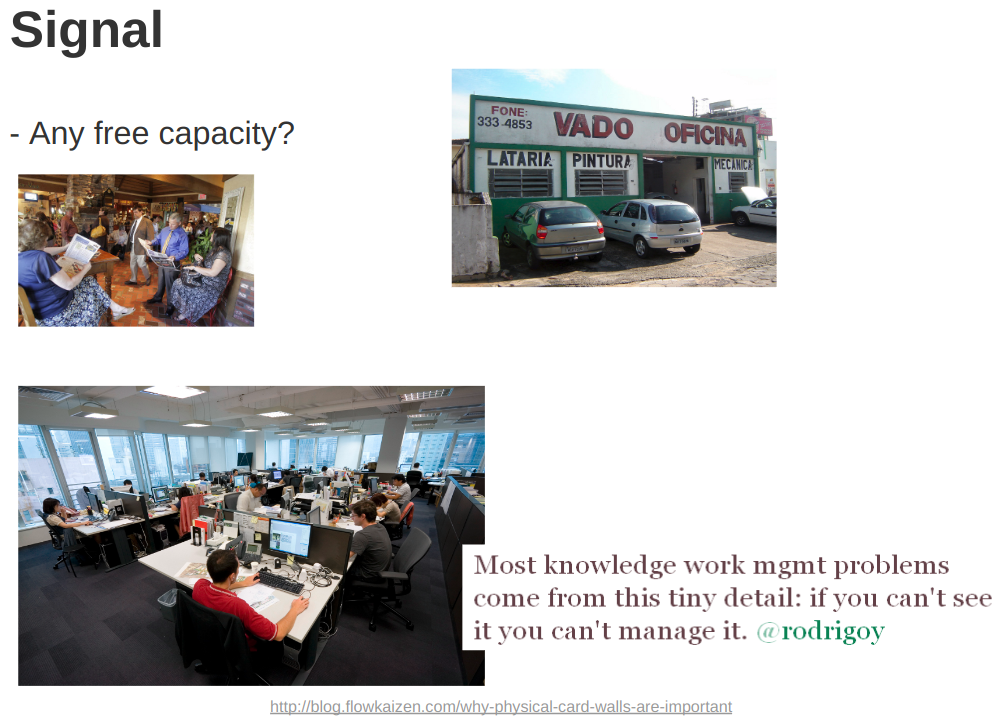 Signal
- Any free capacity?
FONE:
333-4853
VADO OFICINA
LATARIA
PINTURA
MECANICA
Most knowledge work mgmt problems
come from this tiny detail: if you can't see
it you can't manage it. @rodrigoy
http://blog.flowkaizen.com/why-physical-card-walls-are-important